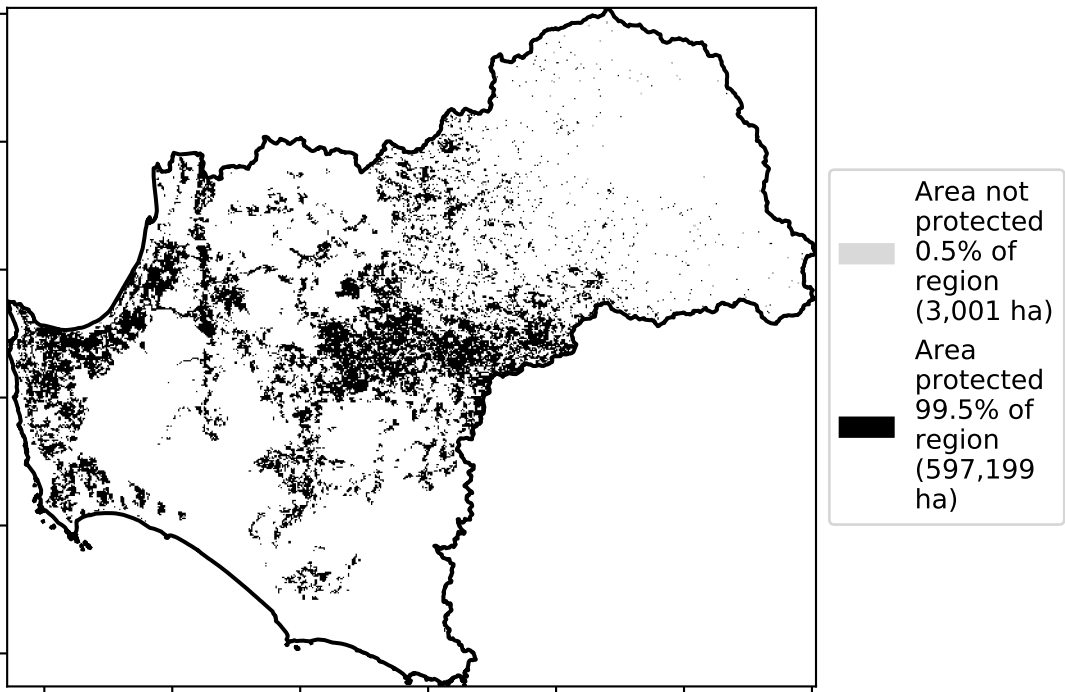 Area not
protected
0.5% of
region
(3,001 ha)
Area
protected
99.5% of
region
(597,199
ha)